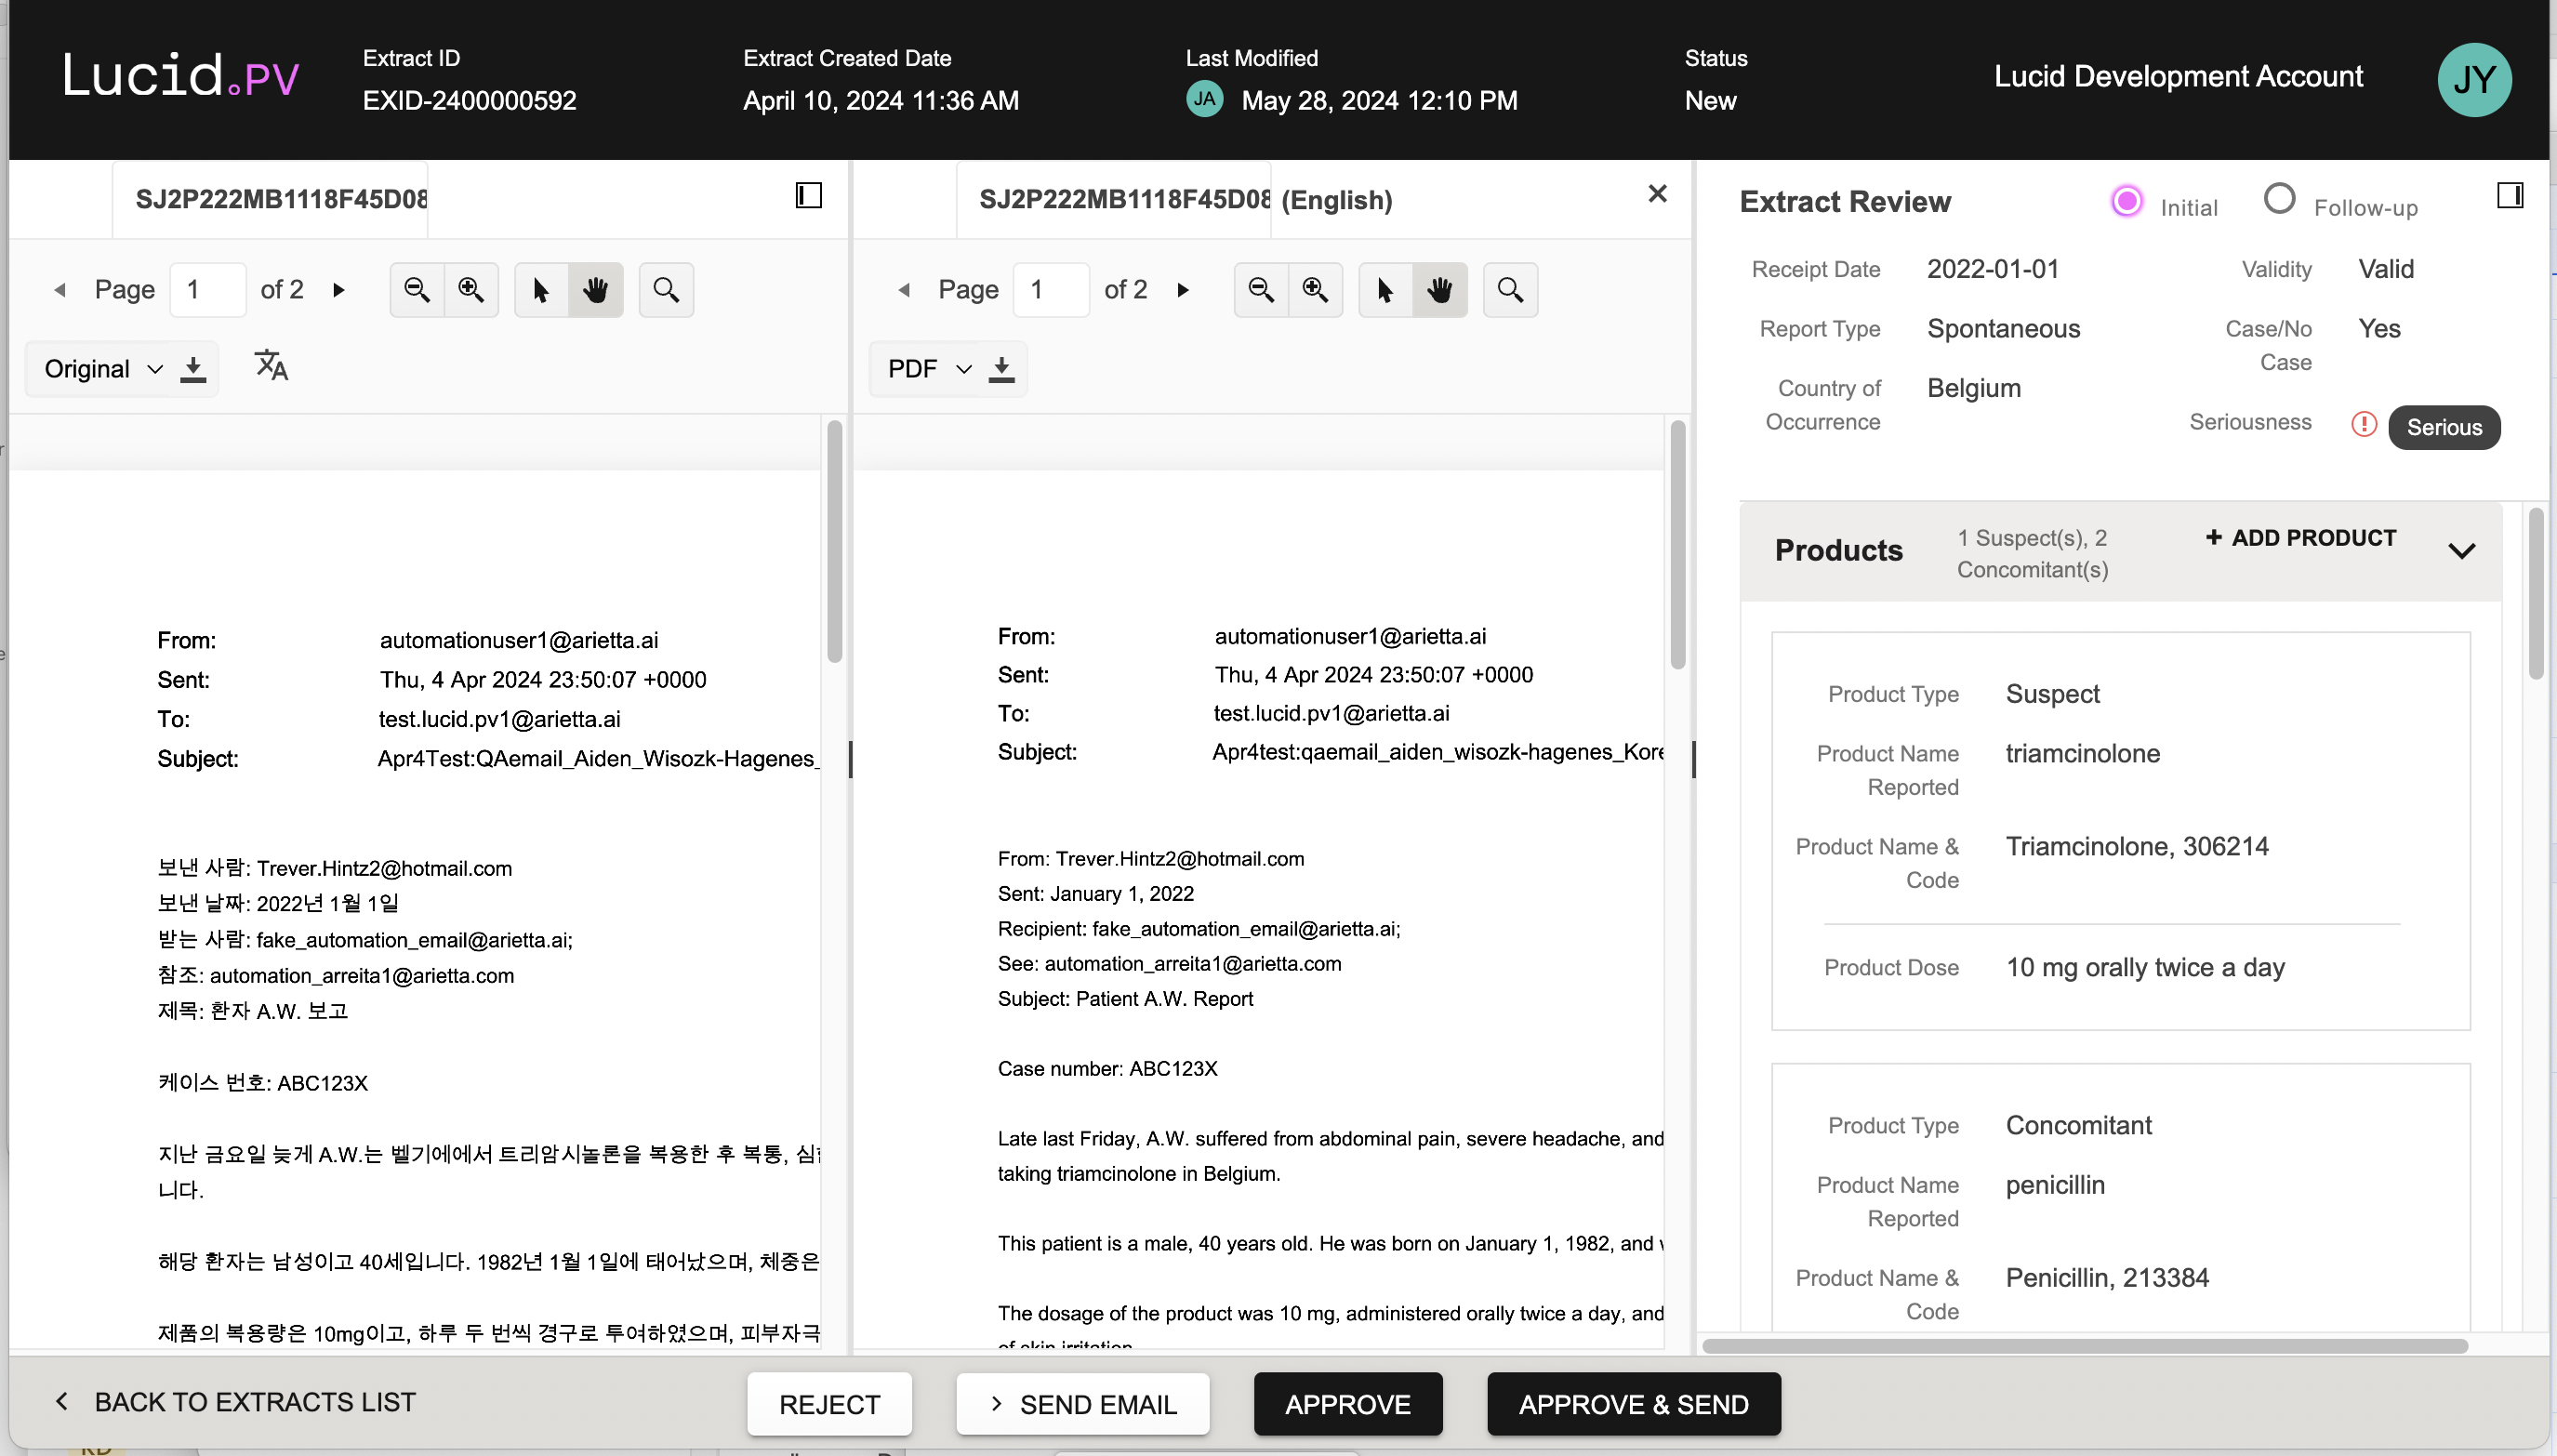 Lucid.PV
Extract ID
EXID-2400000592
Extract Created Date
April 10, 2024 11:36 AM
Last Modified
JA May 28, 2024 12:10 PM
Status
New
Lucid Development Account
JY
SJ2P222MB1118F45D08
Page 1 of 2
Original
From: automationuser1@arietta.ai
Sent: Thu, 4 Apr 2024 23:50:07 +0000
To: test.lucid.pv1@arietta.ai
Subject: Apr4Test:QAemail_Aiden_Wisozk-Hagenes_
보낸 사람: Trever.Hintz2@hotmail.com
보낸 날짜: 2022년 1월 1일
받는 사람: fake_automation_email@arietta.ai;
참조: automation_arreita1@arietta.com
제목: 환자 A.W. 보고
케이스 번호: ABC123X
지난 금요일 늦게 A.W.는 벨기에에서 트리암시놀론을 복용한 후 복통, 심한
니다.
해당 환자는 남성이고 40세입니다. 1982년 1월 1일에 태어났으며, 체중은
제품의 복용량은 10mg이고, 하루 두 번씩 경구로 투여하였으며, 피부자극
SJ2P222MB1118F45D08 (English)
Page 1 of 2
PDF
From: automationuser1@arietta.ai
Sent: Thu, 4 Apr 2024 23:50:07 +0000
To: test.lucid.pv1@arietta.ai
Subject: Apr4test:qaemail_aiden_wisozk-hagenes_Kore
From: Trever.Hintz2@hotmail.com
Sent: January 1, 2022
Recipient: fake_automation_email@arietta.ai;
See: automation_arreita1@arietta.com
Subject: Patient A.W. Report
Case number: ABC123X
Late last Friday, A.W. suffered from abdominal pain, severe headache, and
taking triamcinolone in Belgium.
This patient is a male, 40 years old. He was born on January 1, 1982, and
The dosage of the product was 10 mg, administered orally twice a day, and
of skin irritation.
Extract Review
Initial
Follow-up
Receipt Date 2022-01-01
Validity Valid
Report Type Spontaneous
Case/No Case Yes
Country of Occurrence Belgium
Seriousness Serious
Products
1 Suspect(s), 2
Concomitant(s)
+ ADD PRODUCT
Product Type Suspect
Product Name Reported triamcinolone
Product Name & Code Triamcinolone, 306214
Product Dose 10 mg orally twice a day
Product Type Concomitant
Product Name Reported penicillin
Product Name & Code Penicillin, 213384
BACK TO EXTRACTS LIST
REJECT
SEND EMAIL
APPROVE
APPROVE & SEND